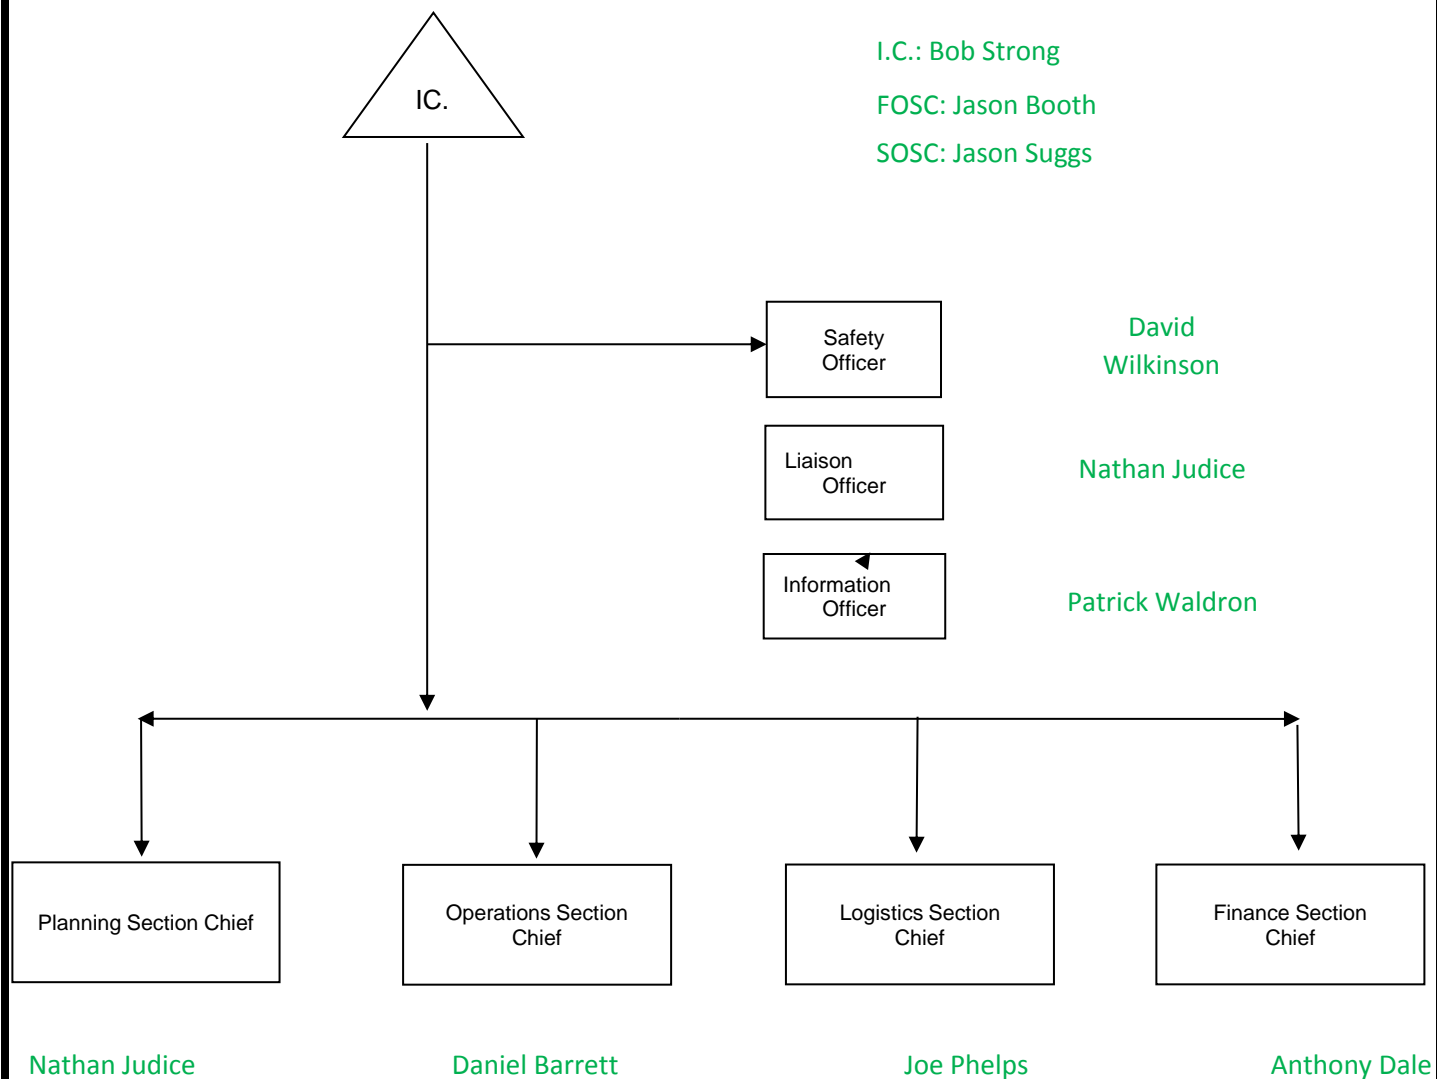 IC.
I.C.: Bob Strong
FOSC: Jason Booth
SOSC: Jason Suggs
Safety
Officer
David
Wilkinson
Liaison
Officer
Nathan Judice
Information
Officer
Patrick Waldron
Planning Section Chief
Operations Section
Chief
Logistics Section
Chief
Finance Section
Chief
Nathan Judice
Daniel Barrett
Joe Phelps
Anthony Dale